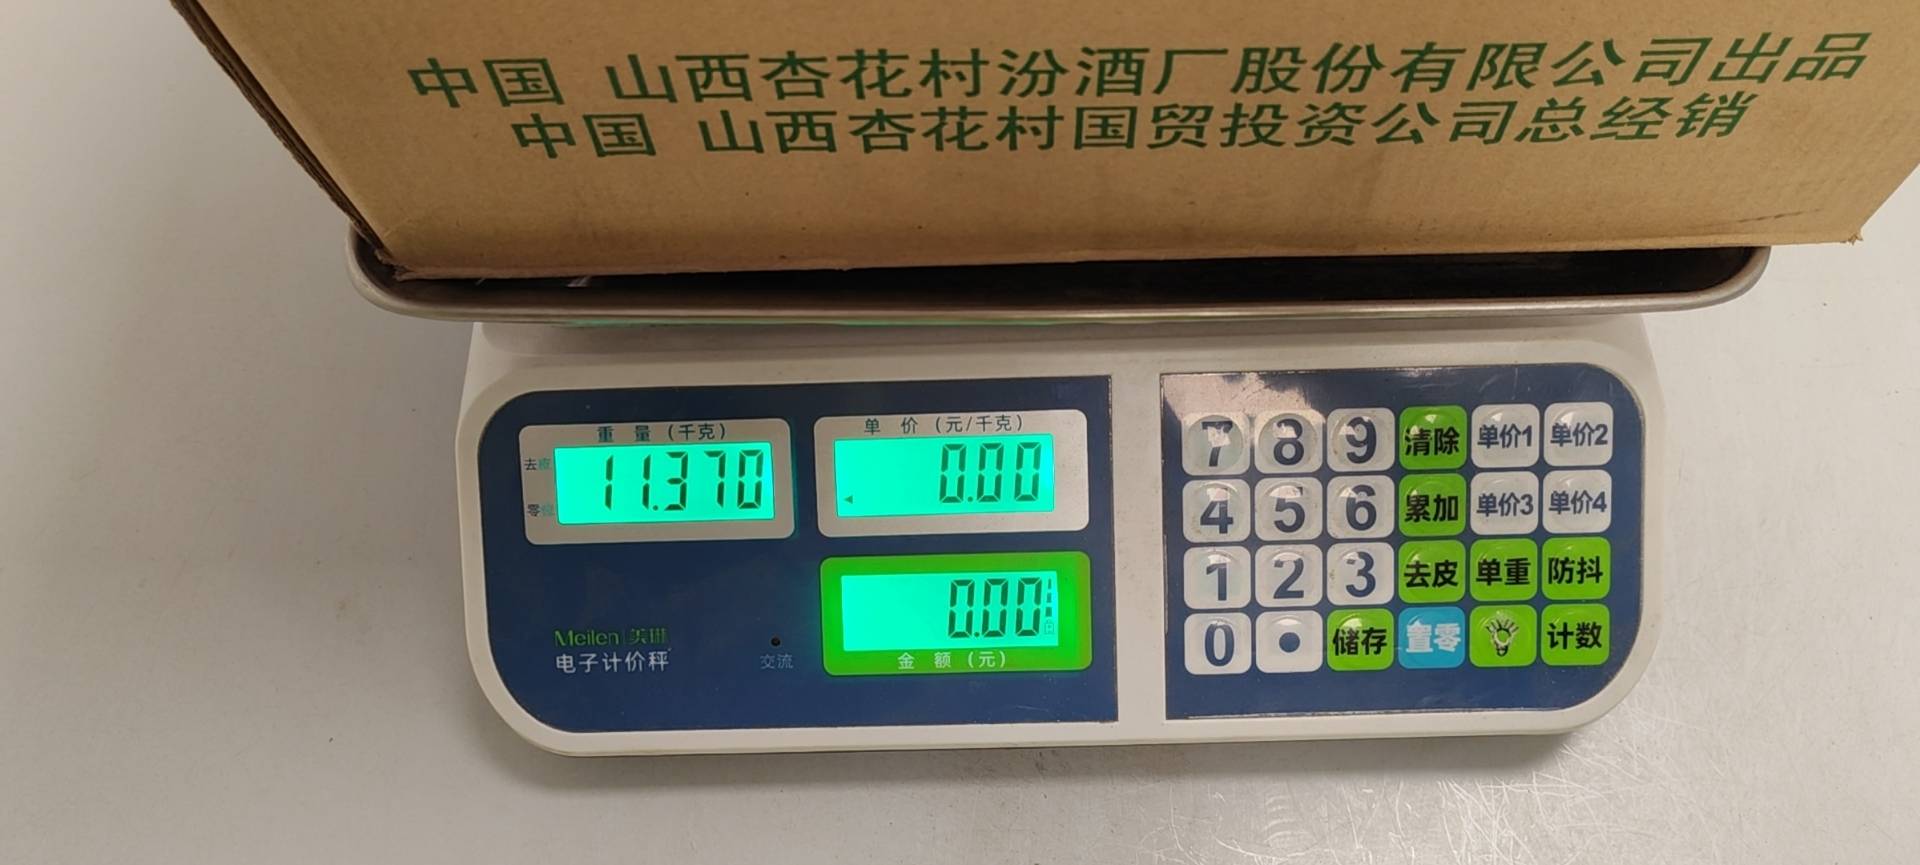 中国 山西杏花村汾酒厂股份有限公司出品
中国 山西杏花村国贸投资公司总经销
重 量 (千克)
去皮
零位
11.370
单 价 (元/千克)
0.00
0.00
金 额 (元)
Meilen 美琳
电子计价秤
交流
7 8 9 清除 单价1 单价2
4 5 6 累加 单价3 单价4
1 2 3 去皮 单重 防抖
0 • 储存 置零 计数